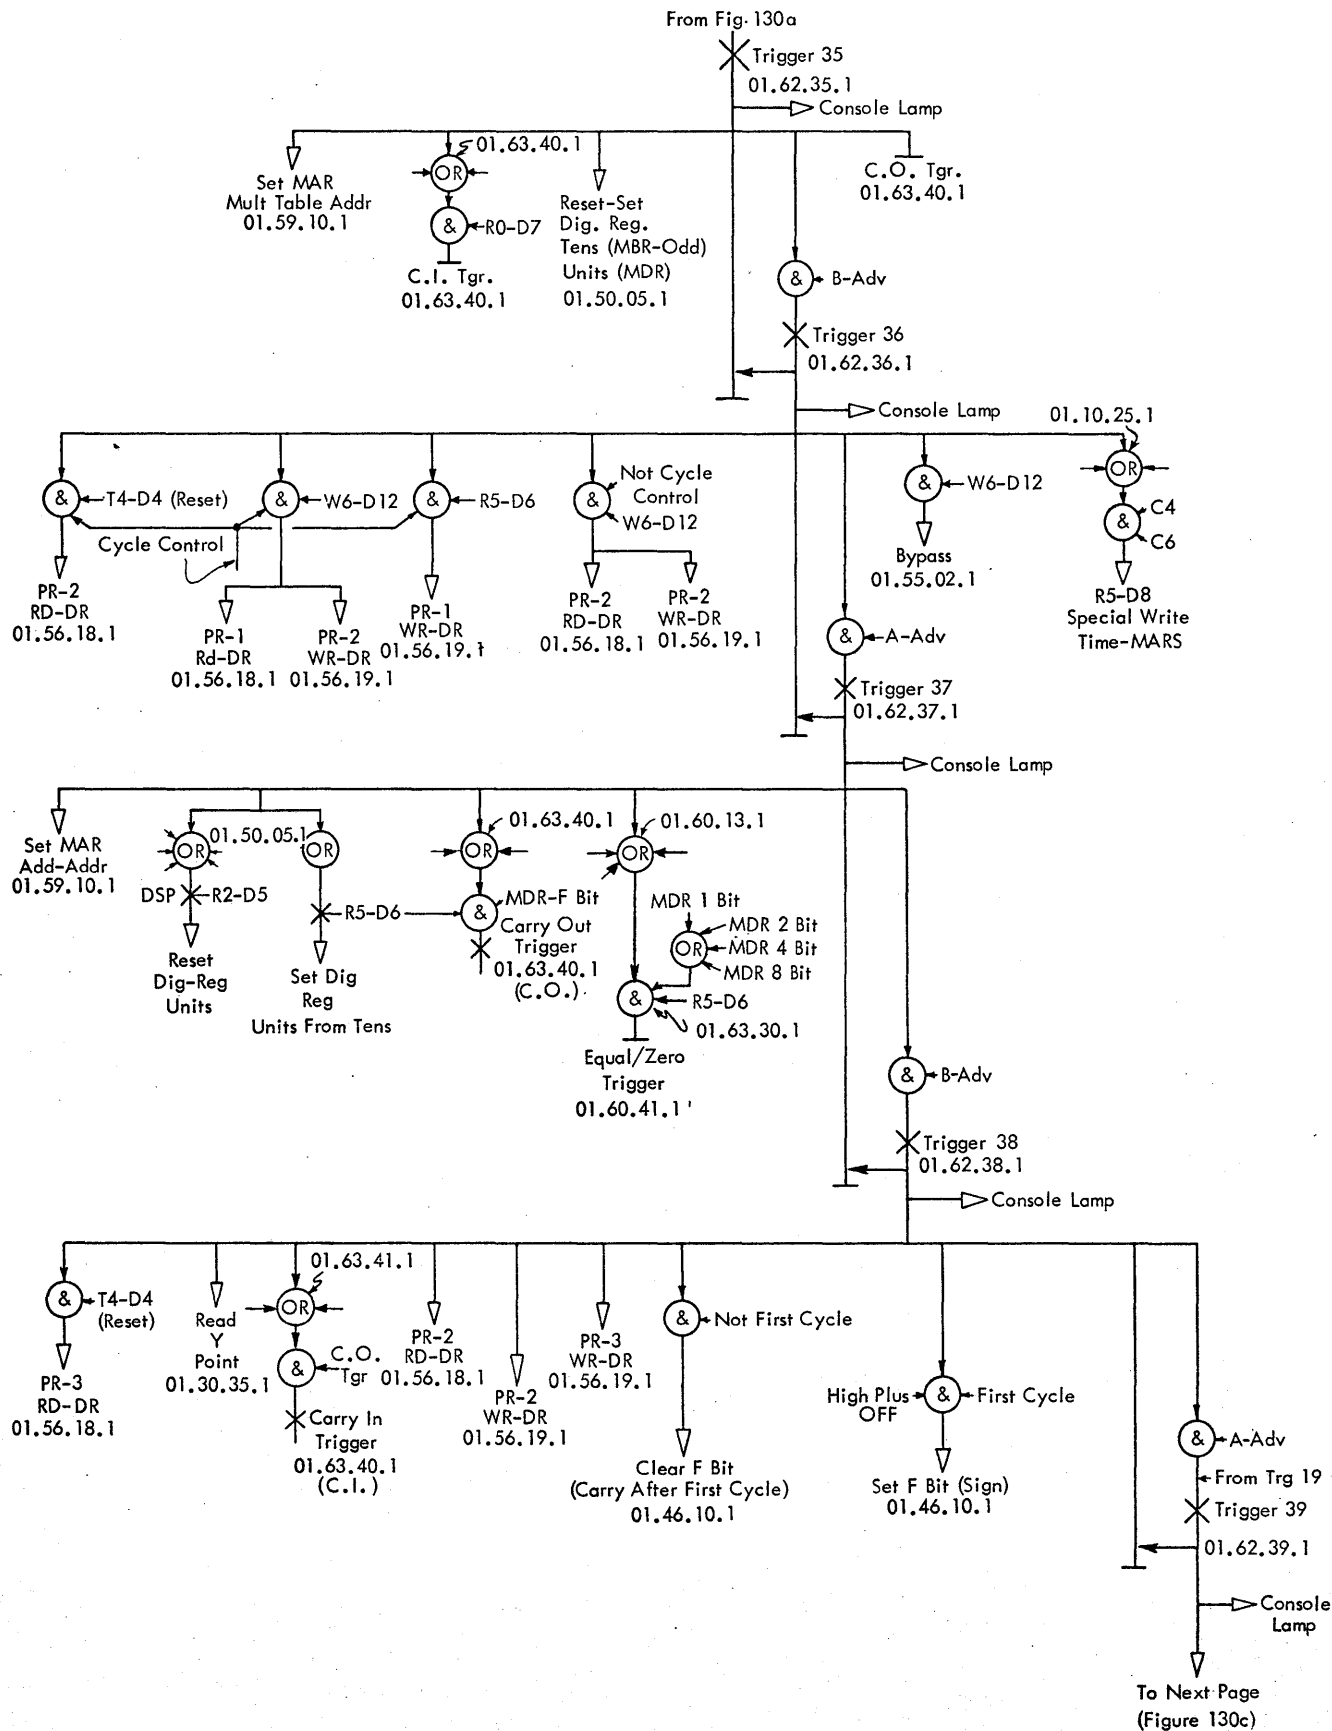 From Fig. 130a
Trigger 35
01.62.35.1
Console Lamp
01.63.40.1
OR
Set MAR
Mult Table Addr
01.59.10.1
&
R0-D7
C.I. Tgr.
01.63.40.1
Reset-Set
Dig. Reg.
Tens (MBR-Odd)
Units (MDR)
01.50.05.1
C.O. Tgr.
01.63.40.1
&
B-Adv
Trigger 36
01.62.36.1
Console Lamp
01.10.25.1
&
T4-D4 (Reset)
&
W6-D12
&
R5-D6
&
Not Cycle
Control
W6-D12
&
W6-D12
OR
&
C4
C6
Cycle Control
PR-2
RD-DR
01.56.18.1
PR-1
Rd-DR
01.56.18.1
PR-2
WR-DR
01.56.19.1
PR-1
WR-DR
01.56.19.1
PR-2
RD-DR
01.56.18.1
PR-2
WR-DR
01.56.19.1
Bypass
01.55.02.1
R5-D8
Special Write
Time-MARS
&
A-Adv
Trigger 37
01.62.37.1
Console Lamp
Set MAR
Add-Addr
01.59.10.1
OR
01.50.05.1
OR
DSP
R2-D5
Reset
Dig-Reg
Units
R5-D6
Set Dig
Reg
Units From Tens
01.63.40.1
OR
&
MDR-F Bit
Carry Out
Trigger
01.63.40.1
(C.O.)
01.60.13.1
OR
MDR 1 Bit
OR
MDR 2 Bit
MDR 4 Bit
MDR 8 Bit
&
R5-D6
01.63.30.1
Equal/Zero
Trigger
01.60.41.1
&
B-Adv
Trigger 38
01.62.38.1
Console Lamp
&
T4-D4
(Reset)
PR-3
RD-DR
01.56.18.1
Read
Y
Point
01.30.35.1
01.63.41.1
OR
&
C.O.
Tgr
Carry In
Trigger
01.63.40.1
(C.I.)
PR-2
RD-DR
01.56.18.1
PR-2
WR-DR
01.56.19.1
PR-3
WR-DR
01.56.19.1
&
Not First Cycle
Clear F Bit
(Carry After First Cycle)
01.46.10.1
High Plus
OFF
&
First Cycle
Set F Bit (Sign)
01.46.10.1
&
A-Adv
From Trg 19
Trigger 39
01.62.39.1
Console
Lamp
To Next Page
(Figure 130c)